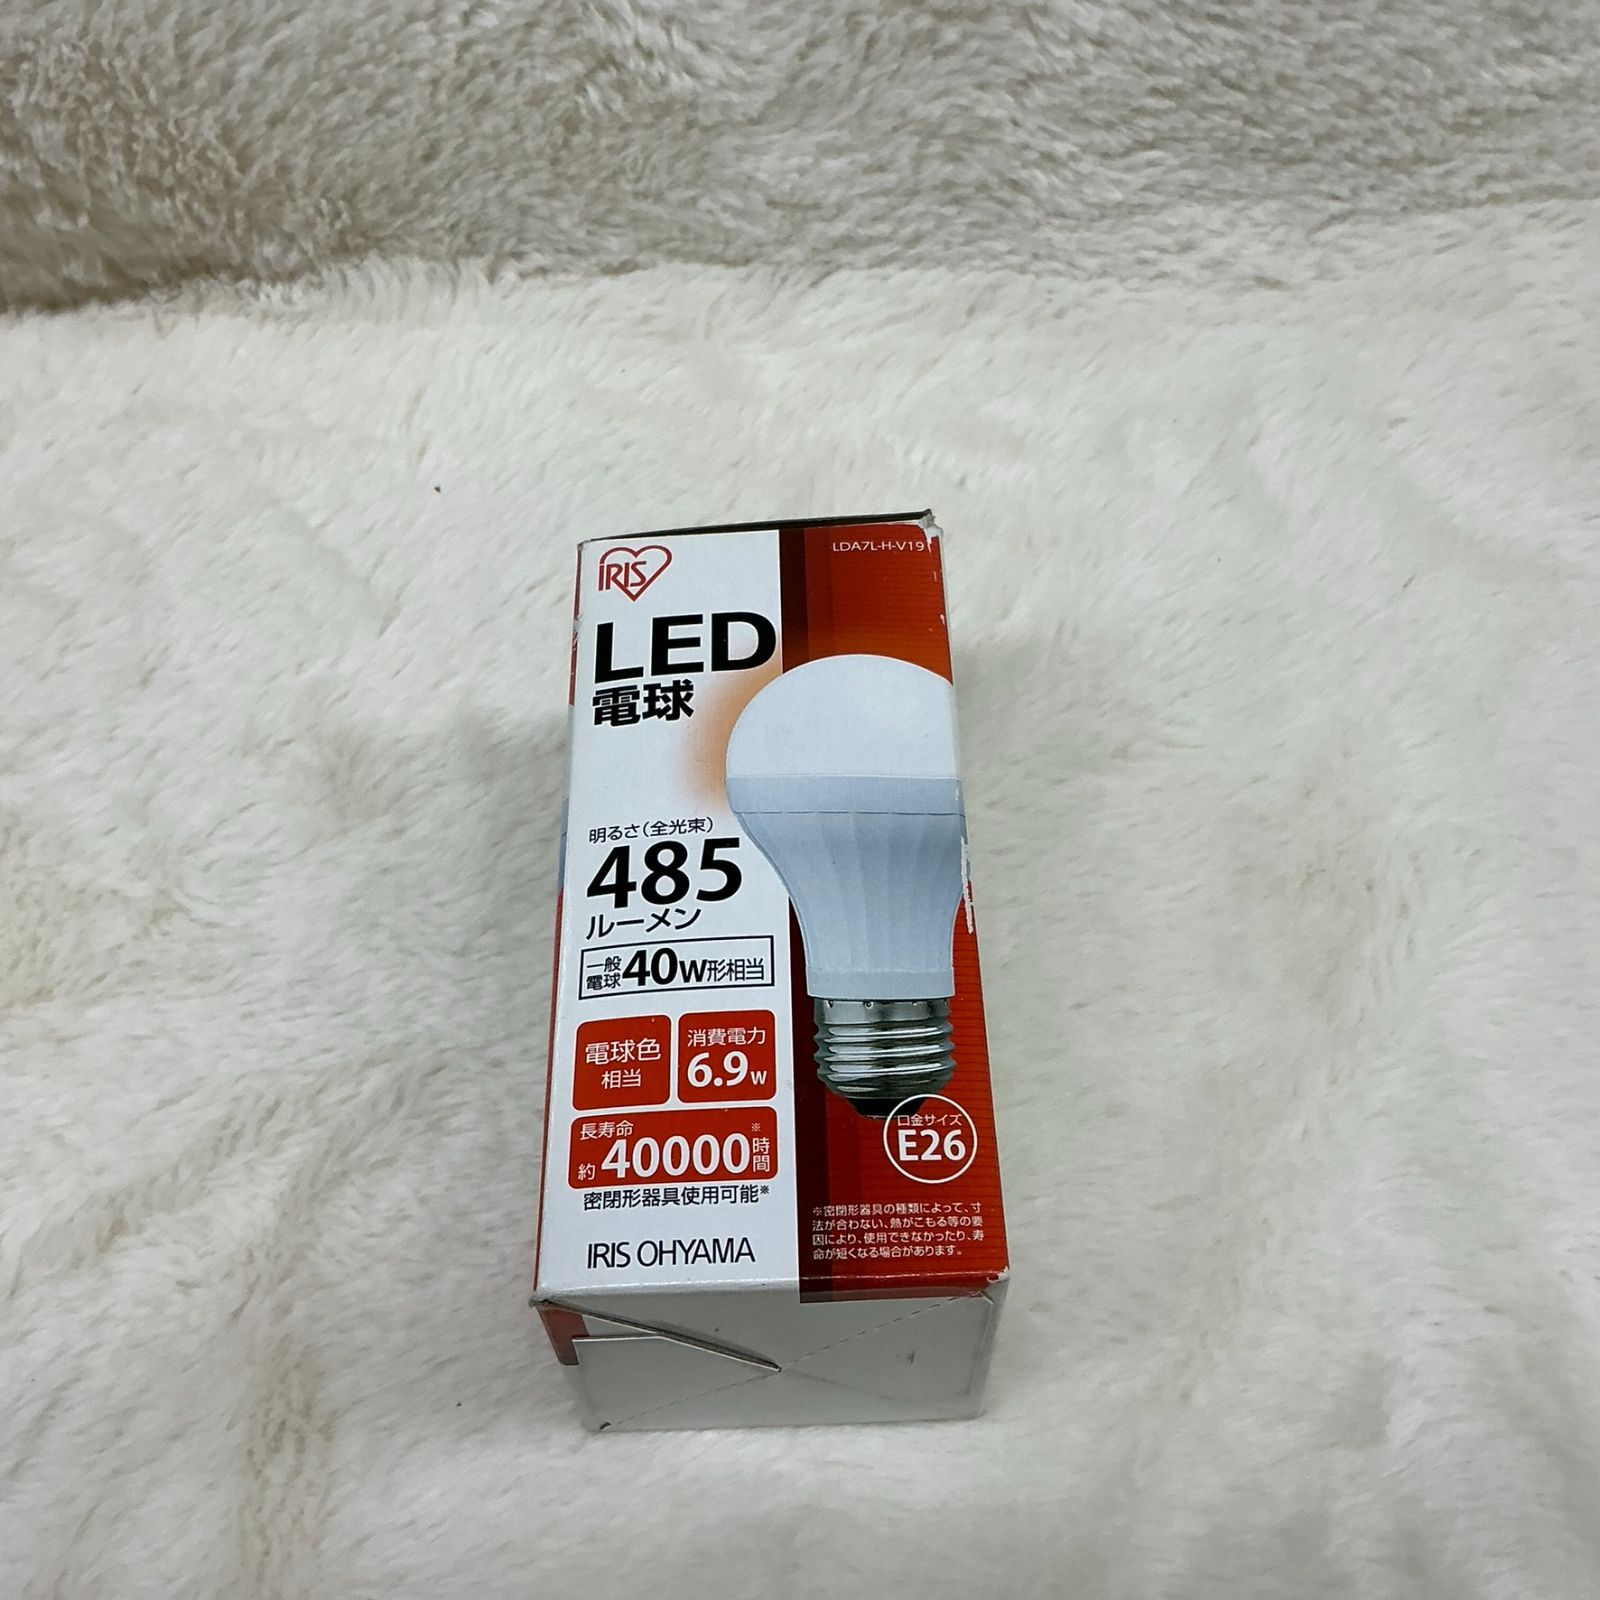 IRIS
LDA7L-H-V19
LED
電球
明るさ（全光束）
485
ルーメン
一般
電球
40W形相当
電球色
相当
消費電力
6.9W
長寿命
約40000時間※
密閉形器具使用可能※
IRIS OHYAMA
口金サイズ
E26
※密閉形器具の種類によって、寸
法が合わない、熱がこもる等の要
因により、使用できなかったり、寿
命が短くなる場合があります。